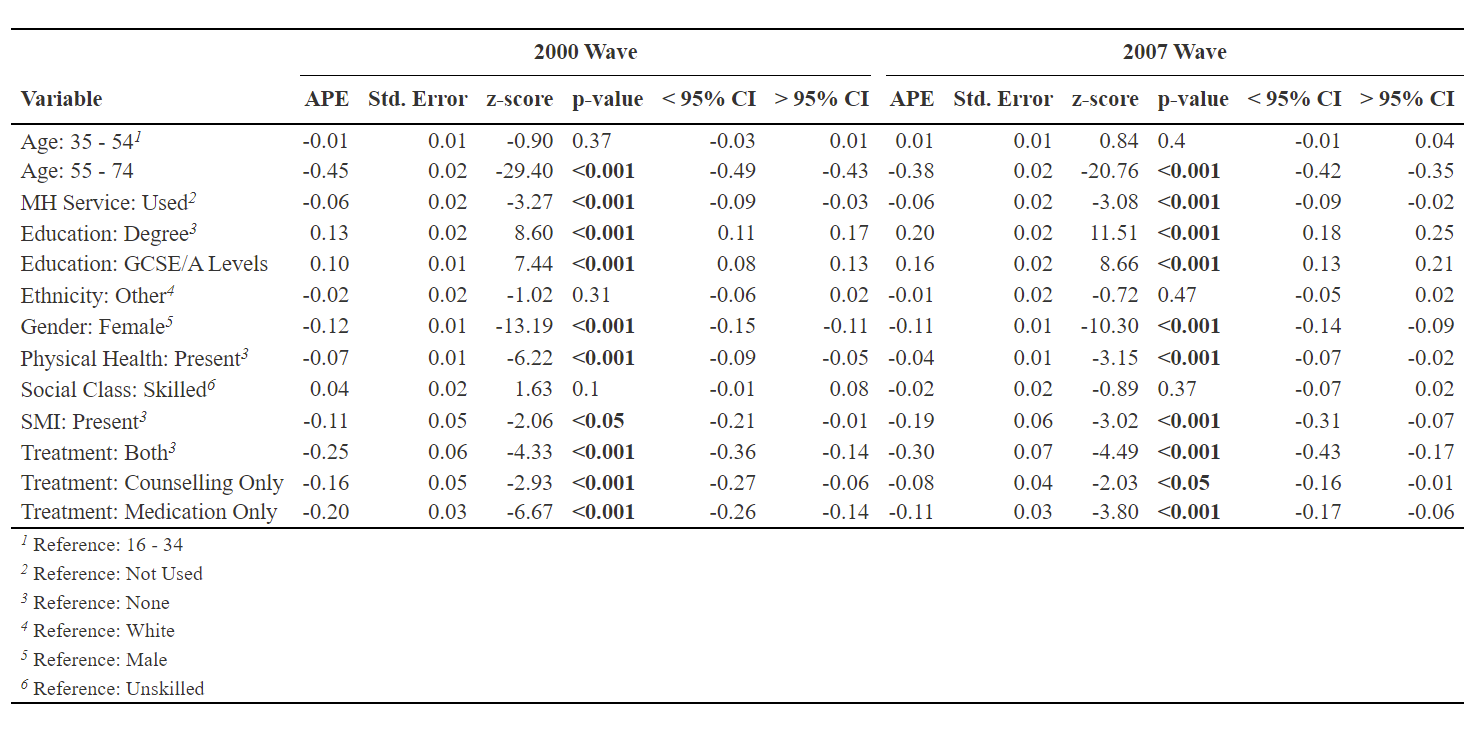 2000 Wave 2007 Wave
Variable APE Std. Error z-score p-value < 95% CI > 95% CI APE Std. Error z-score p-value < 95% CI > 95% CI
Age: 35 - 54¹ -0.01 0.01 -0.90 0.37 -0.03 0.01 0.01 0.01 0.84 0.4 -0.01 0.04
Age: 55 - 74 -0.45 0.02 -29.40 <0.001 -0.49 -0.43 -0.38 0.02 -20.76 <0.001 -0.42 -0.35
MH Service: Used² -0.06 0.02 -3.27 <0.001 -0.09 -0.03 -0.06 0.02 -3.08 <0.001 -0.09 -0.02
Education: Degree³ 0.13 0.02 8.60 <0.001 0.11 0.17 0.20 0.02 11.51 <0.001 0.18 0.25
Education: GCSE/A Levels 0.10 0.01 7.44 <0.001 0.08 0.13 0.16 0.02 8.66 <0.001 0.13 0.21
Ethnicity: Other⁴ -0.02 0.02 -1.02 0.31 -0.06 0.02 -0.01 0.02 -0.72 0.47 -0.05 0.02
Gender: Female⁵ -0.12 0.01 -13.19 <0.001 -0.15 -0.11 -0.11 0.01 -10.30 <0.001 -0.14 -0.09
Physical Health: Present³ -0.07 0.01 -6.22 <0.001 -0.09 -0.05 -0.04 0.01 -3.15 <0.001 -0.07 -0.02
Social Class: Skilled⁶ 0.04 0.02 1.63 0.1 -0.01 0.08 -0.02 0.02 -0.89 0.37 -0.07 0.02
SMI: Present³ -0.11 0.05 -2.06 <0.05 -0.21 -0.01 -0.19 0.06 -3.02 <0.001 -0.31 -0.07
Treatment: Both³ -0.25 0.06 -4.33 <0.001 -0.36 -0.14 -0.30 0.07 -4.49 <0.001 -0.43 -0.17
Treatment: Counselling Only -0.16 0.05 -2.93 <0.001 -0.27 -0.06 -0.08 0.04 -2.03 <0.05 -0.16 -0.01
Treatment: Medication Only -0.20 0.03 -6.67 <0.001 -0.26 -0.14 -0.11 0.03 -3.80 <0.001 -0.17 -0.06
¹ Reference: 16 - 34
² Reference: Not Used
³ Reference: None
⁴ Reference: White
⁵ Reference: Male
⁶ Reference: Unskilled